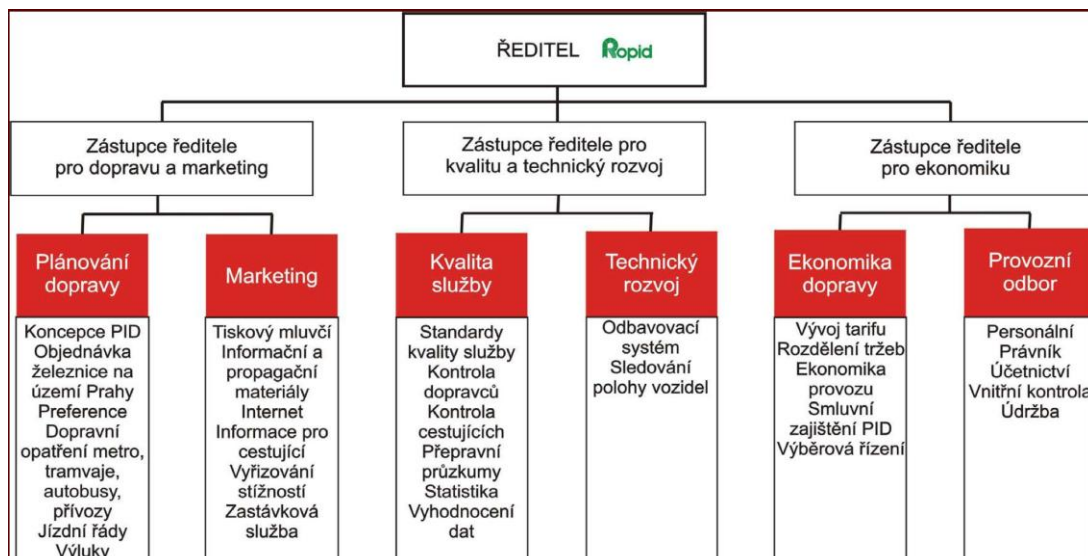 ŘEDITEL Ropid
Zástupce ředitele
pro dopravu a marketing
Zástupce ředitele pro
kvalitu a technický rozvoj
Zástupce ředitele
pro ekonomiku
Plánování
dopravy
Koncepce PID
Objednávka
železnice na
území Prahy
Preference
Dopravní
opatření metro,
tramvaje,
autobusy,
přívozy
Jízdní řády
Výluky
Marketing
Tiskový mluvčí
Informační a
propagační
materiály
Internet
Informace pro
cestující
Vyřizování
stížností
Zastávková
služba
Kvalita
služby
Standardy
kvality služby
Kontrola
dopravců
Kontrola
cestujících
Přepravní
průzkumy
Statistika
Vyhodnocení
dat
Technický
rozvoj
Odbavovací
systém
Sledování
polohy vozidel
Ekonomika
dopravy
Vývoj tarifu
Rozdělení tržeb
Ekonomika
provozu
Smluvní
zajištění PID
Výběrová řízení
Provozní
odbor
Personální
Právník
Účetnictví
Vnitřní kontrola
Údržba